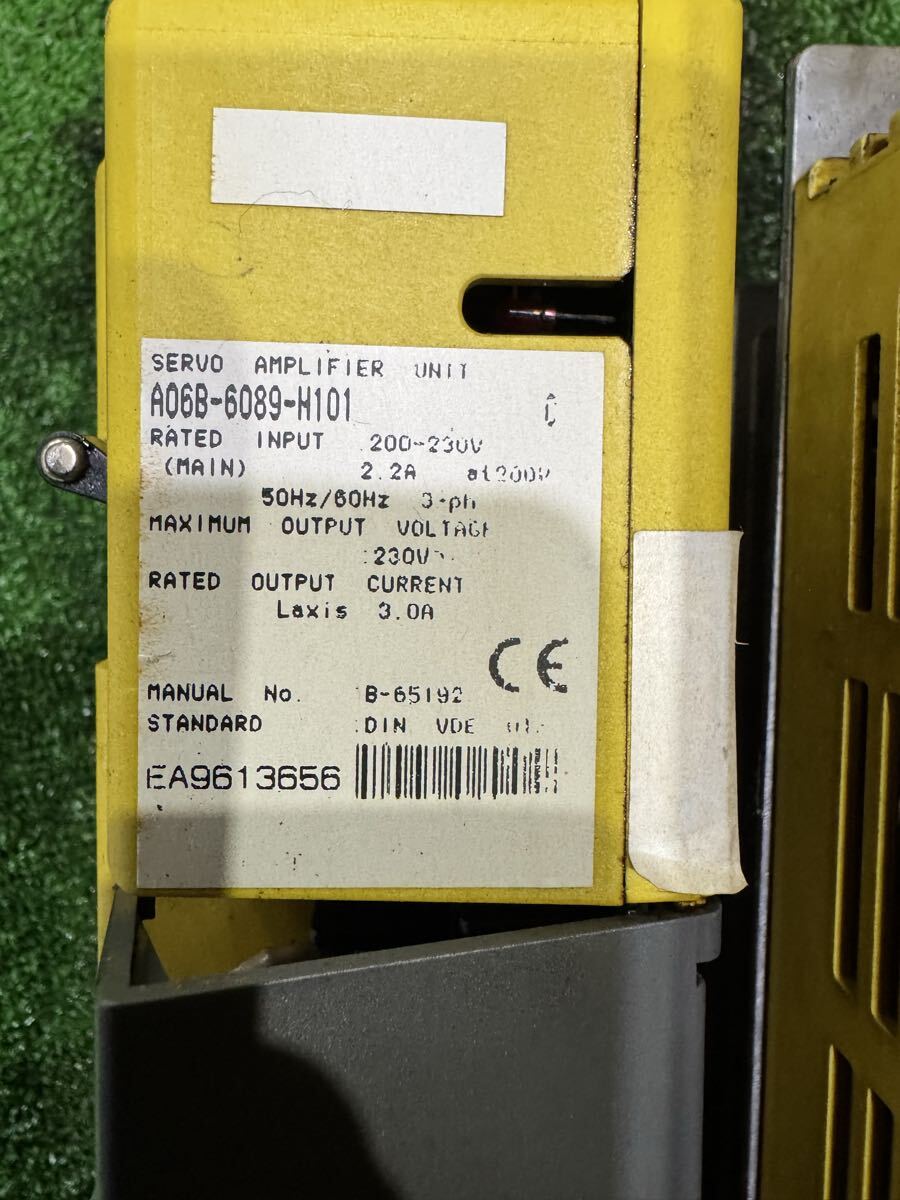 SERVO AMPLIFIER UNIT
A06B-6089-H101
RATED INPUT 200-230V
(MAIN) 2.2A at200V
50Hz/60Hz 3-ph
MAXIMUM OUTPUT VOLTAGE
230V~
RATED OUTPUT CURRENT
Laxis 3.0A
CE
MANUAL No. B-65192
STANDARD DIN VDE
EA9613656